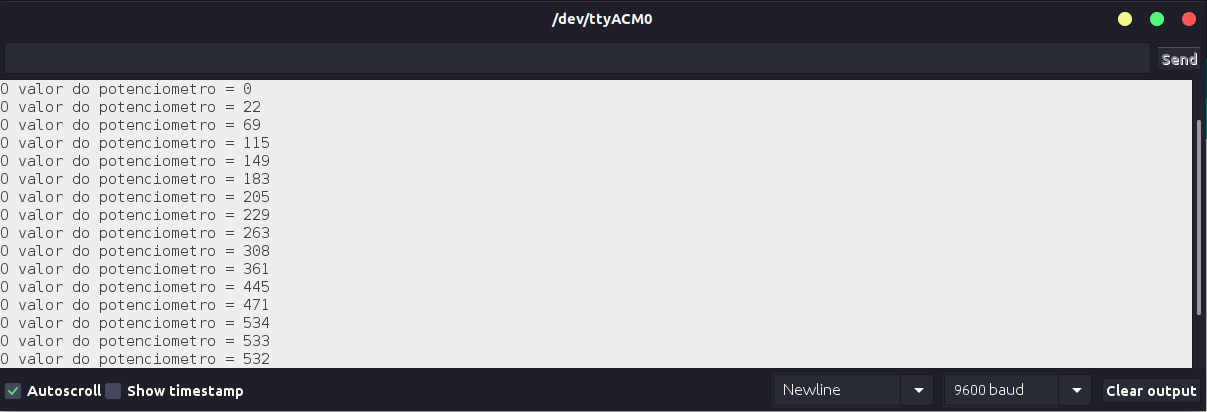 /dev/ttyACM0
Send
O valor do potenciometro = 0
O valor do potenciometro = 22
O valor do potenciometro = 69
O valor do potenciometro = 115
O valor do potenciometro = 149
O valor do potenciometro = 183
O valor do potenciometro = 205
O valor do potenciometro = 229
O valor do potenciometro = 263
O valor do potenciometro = 308
O valor do potenciometro = 361
O valor do potenciometro = 445
O valor do potenciometro = 471
O valor do potenciometro = 534
O valor do potenciometro = 533
O valor do potenciometro = 532
Autoscroll Show timestamp Newline 9600 baud Clear output